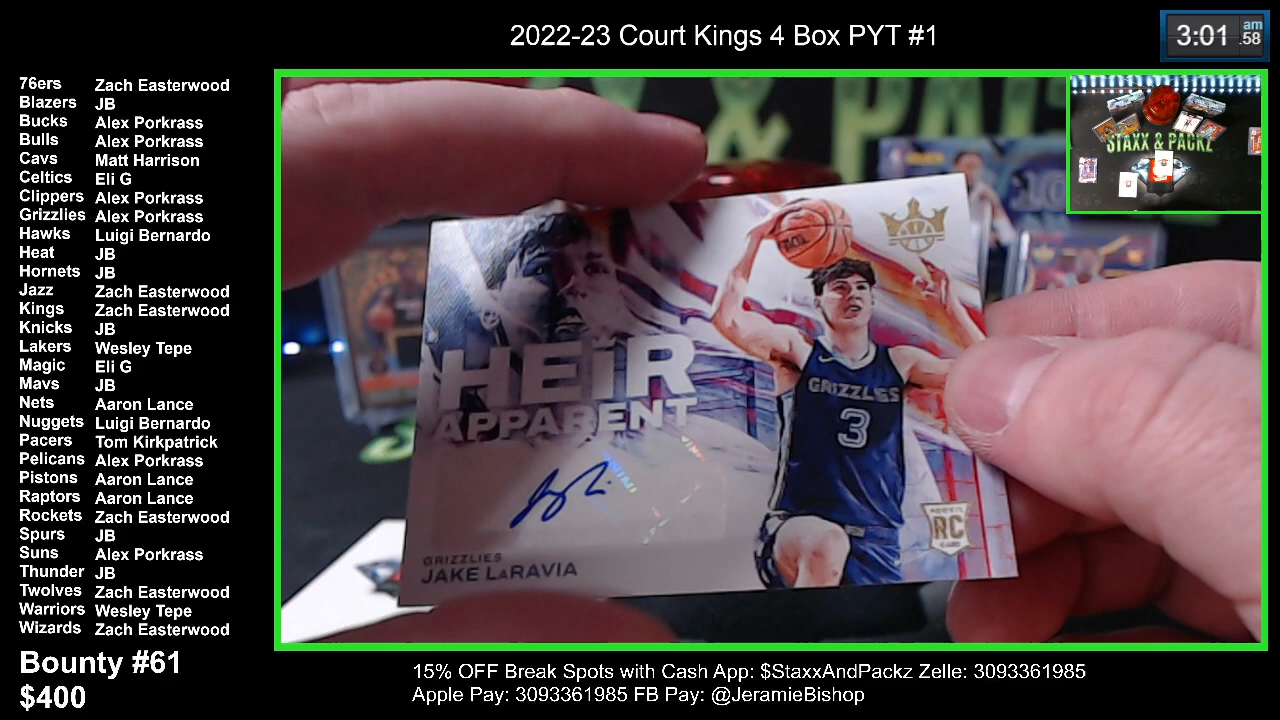 2022-23 Court Kings 4 Box PYT #1
3:01 am .58
76ers Zach Easterwood
Blazers JB
Bucks Alex Porkrass
Bulls Alex Porkrass
Cavs Matt Harrison
Celtics Eli G
Clippers Alex Porkrass
Grizzlies Alex Porkrass
Hawks Luigi Bernardo
Heat JB
Hornets JB
Jazz Zach Easterwood
Kings Zach Easterwood
Knicks JB
Lakers Wesley Tepe
Magic Eli G
Mavs JB
Nets Aaron Lance
Nuggets Luigi Bernardo
Pacers Tom Kirkpatrick
Pelicans Alex Porkrass
Pistons Aaron Lance
Raptors Aaron Lance
Rockets Zach Easterwood
Spurs JB
Suns Alex Porkrass
Thunder JB
Twolves Zach Easterwood
Warriors Wesley Tepe
Wizards Zach Easterwood
Bounty #61
$400
STAXX & PACKZ
HEiR
APPARENT
GRIZZLIES
3
RC
GRIZZLIES
JAKE LaRAVIA
15% OFF Break Spots with Cash App: $StaxxAndPackz Zelle: 3093361985
Apple Pay: 3093361985 FB Pay: @JeramieBishop